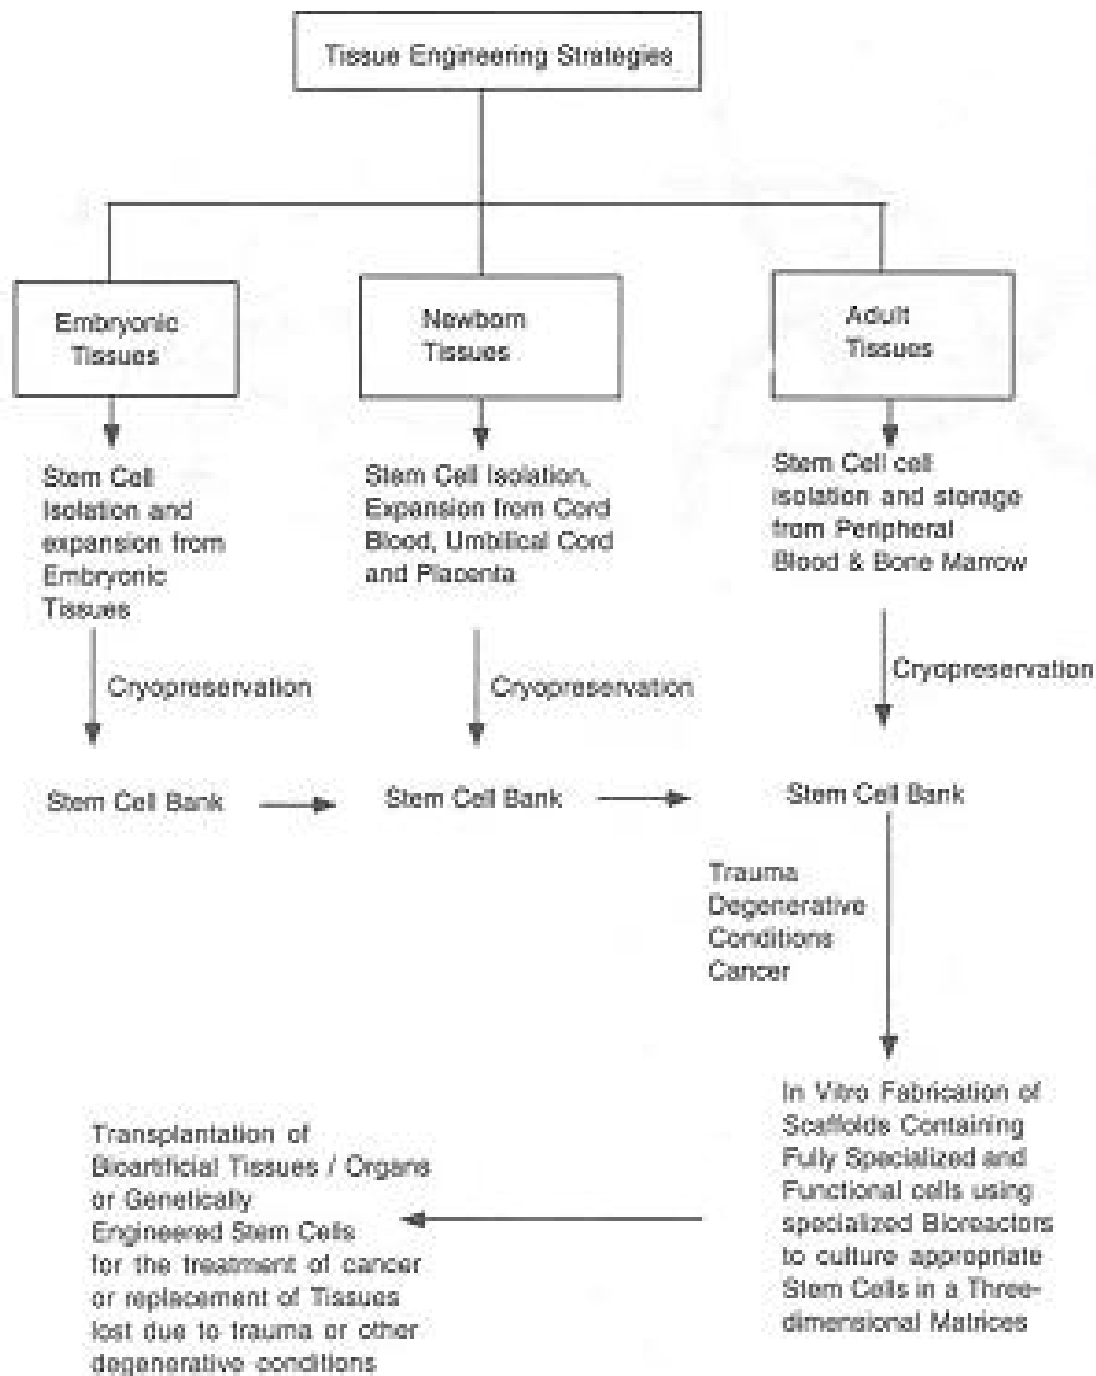 Tissue Engineering Strategies
Embryonic
Tissues
Newborn
Tissues
Adult
Tissues
Stem Cell
Isolation and
expansion from
Embryonic
Tissues
Stem Cell Isolation,
Expansion from Cord
Blood, Umbilical Cord
and Placenta
Stem Cell cell
isolation and storage
from Peripheral
Blood & Bone Marrow
Cryopreservation
Cryopreservation
Cryopreservation
Stem Cell Bank
Stem Cell Bank
Stem Cell Bank
Trauma
Degenerative
Conditions
Cancer
In Vitro Fabrication of
Scaffolds Containing
Fully Specialized and
Functional cells using
specialized Bioreactors
to culture appropriate
Stem Cells in a Three-
dimensional Matrices
Transplantation of
Bioartificial Tissues / Organs
or Genetically
Engineered Stem Cells
for the treatment of cancer
or replacement of Tissues
lost due to trauma or other
degenerative conditions